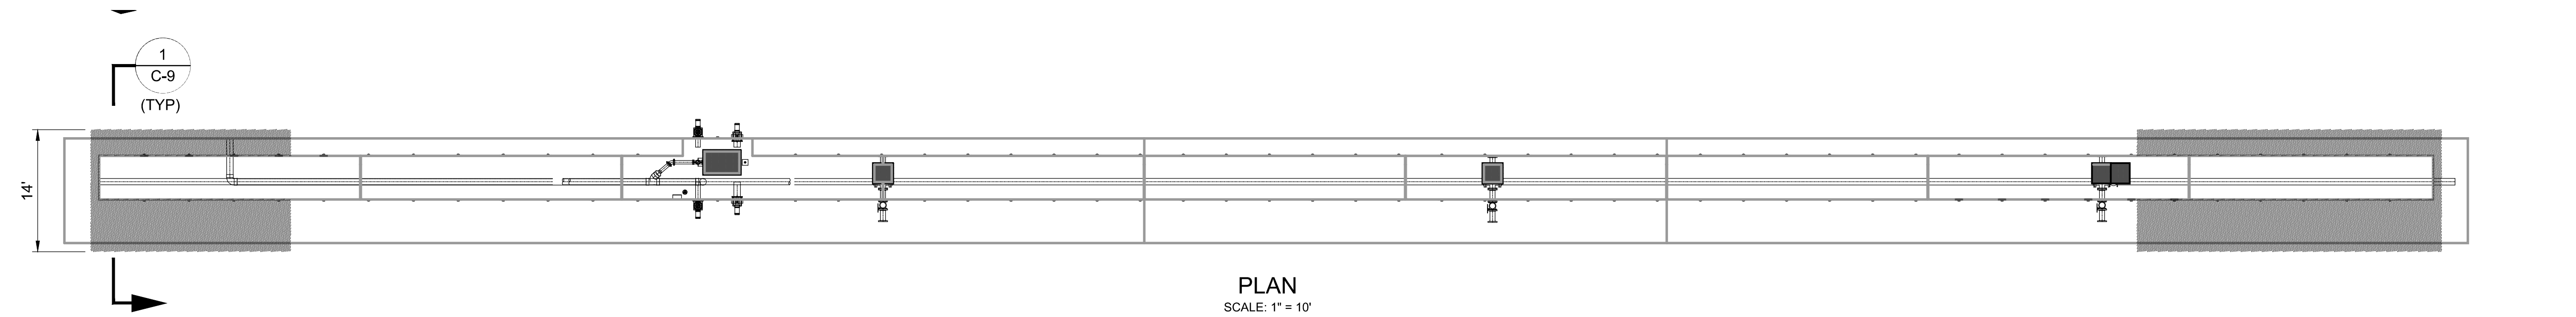 1
C-9
(TYP)
14'
PLAN
SCALE: 1" = 10'